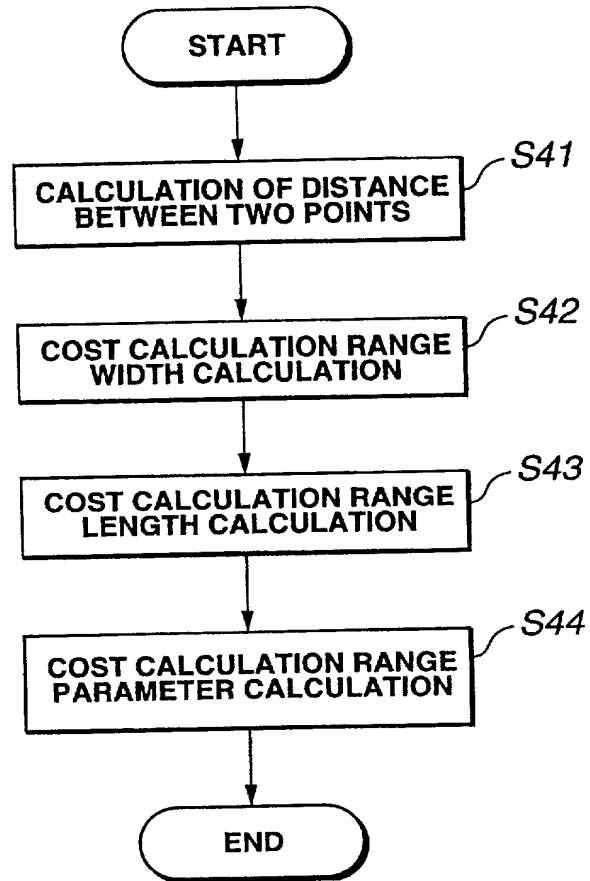 START
S41
CALCULATION OF DISTANCE
BETWEEN TWO POINTS
S42
COST CALCULATION RANGE
WIDTH CALCULATION
S43
COST CALCULATION RANGE
LENGTH CALCULATION
S44
COST CALCULATION RANGE
PARAMETER CALCULATION
END